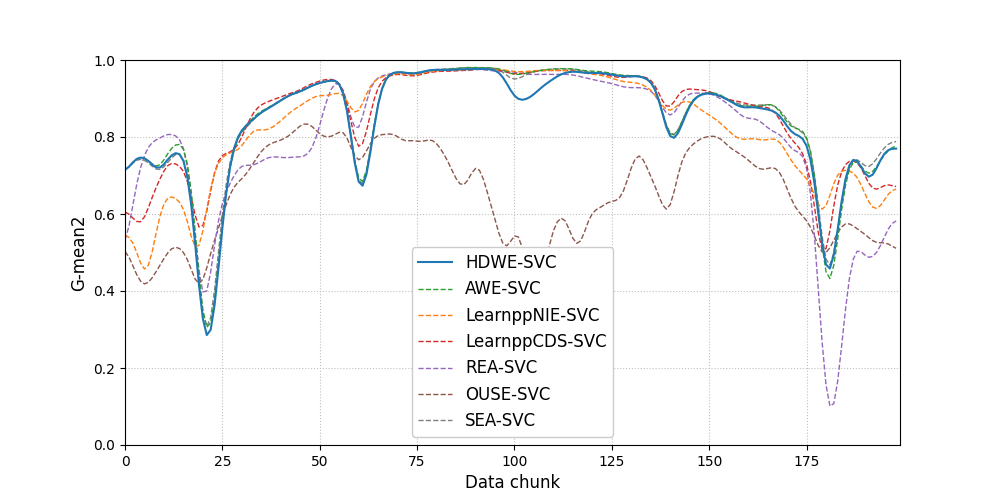 1.0
0.8
0.6
0.4
0.2
0.0
G-mean2
HDWE-SVC
AWE-SVC
LearnppNIE-SVC
LearnppCDS-SVC
REA-SVC
OUSE-SVC
SEA-SVC
0 25 50 75 100 125 150 175
Data chunk